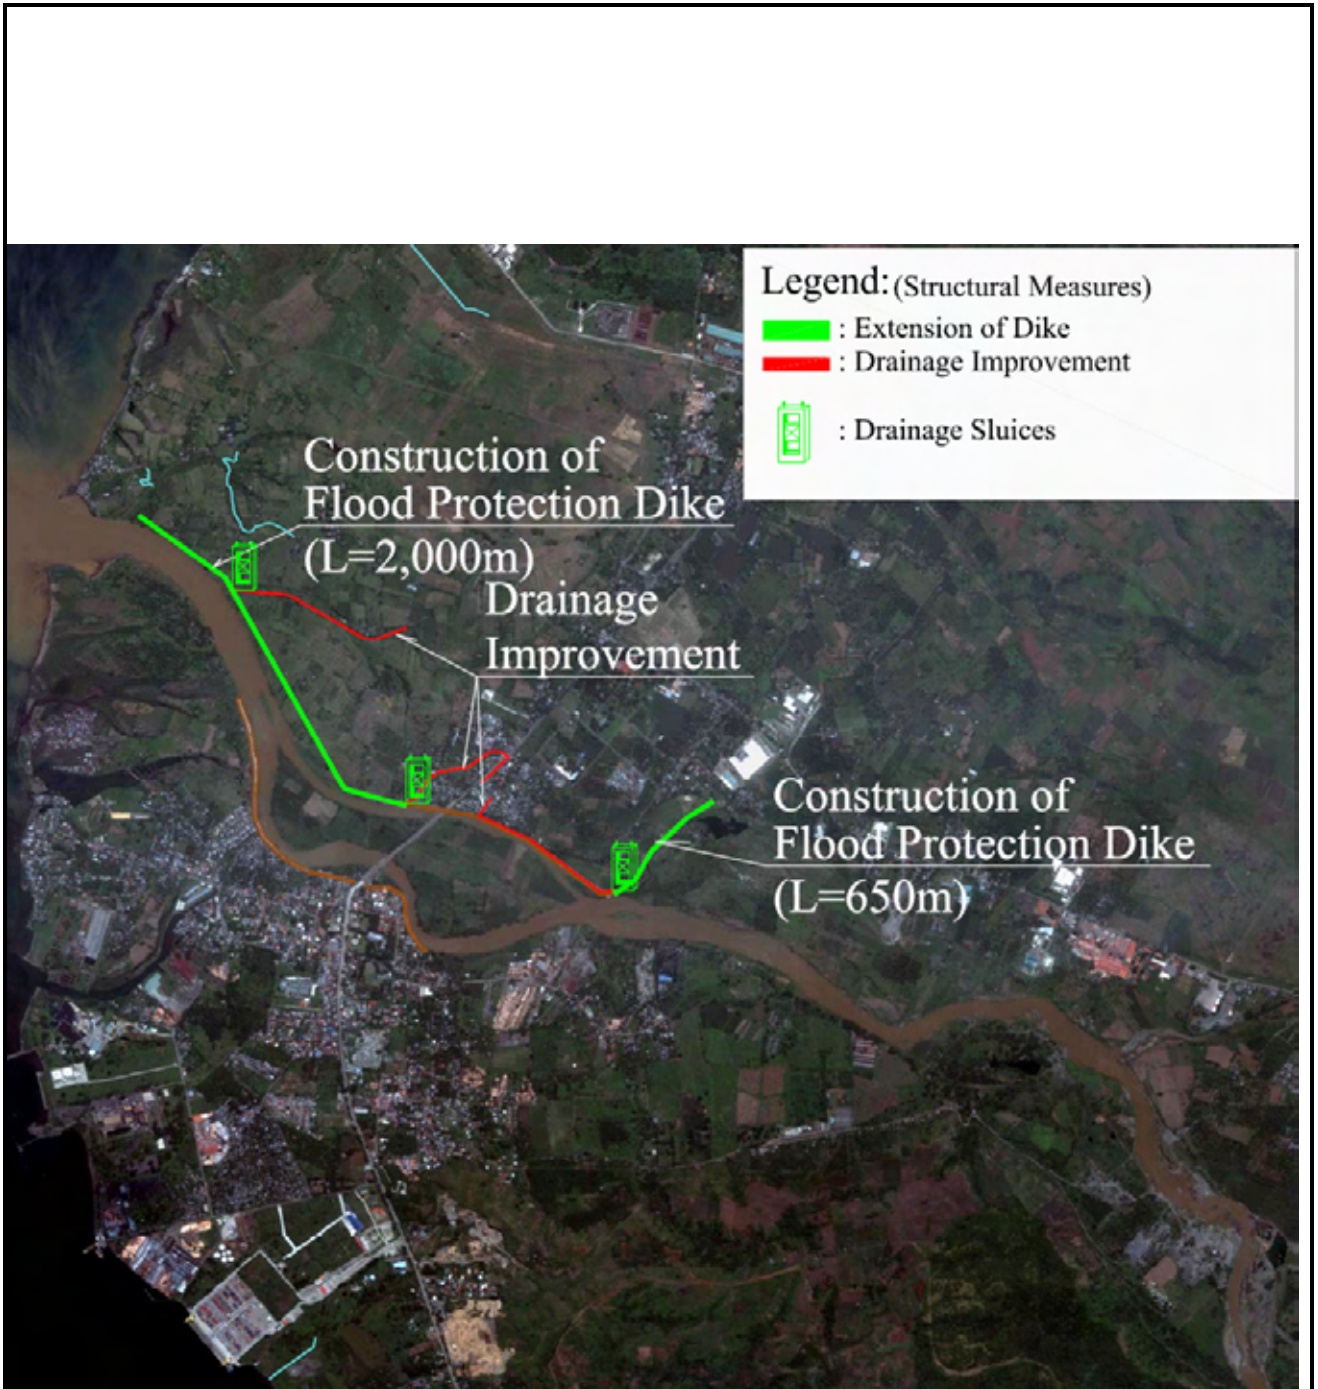 Legend: (Structural Measures)
: Extension of Dike
: Drainage Improvement
: Drainage Sluices
Construction of
Flood Protection Dike
(L=2,000m)
Drainage
Improvement
Construction of
Flood Protection Dike
(L=650m)